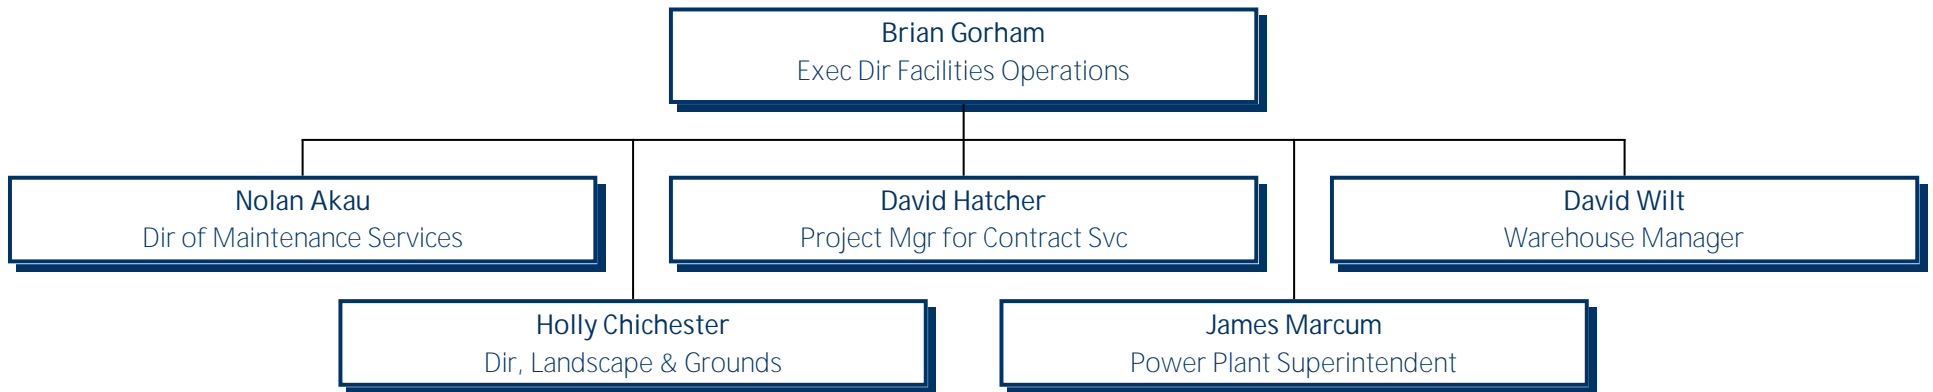 Brian Gorham
Exec Dir Facilities Operations
Nolan Akau
Dir of Maintenance Services
David Hatcher
Project Mgr for Contract Svc
David Wilt
Warehouse Manager
Holly Chichester
Dir, Landscape & Grounds
James Marcum
Power Plant Superintendent